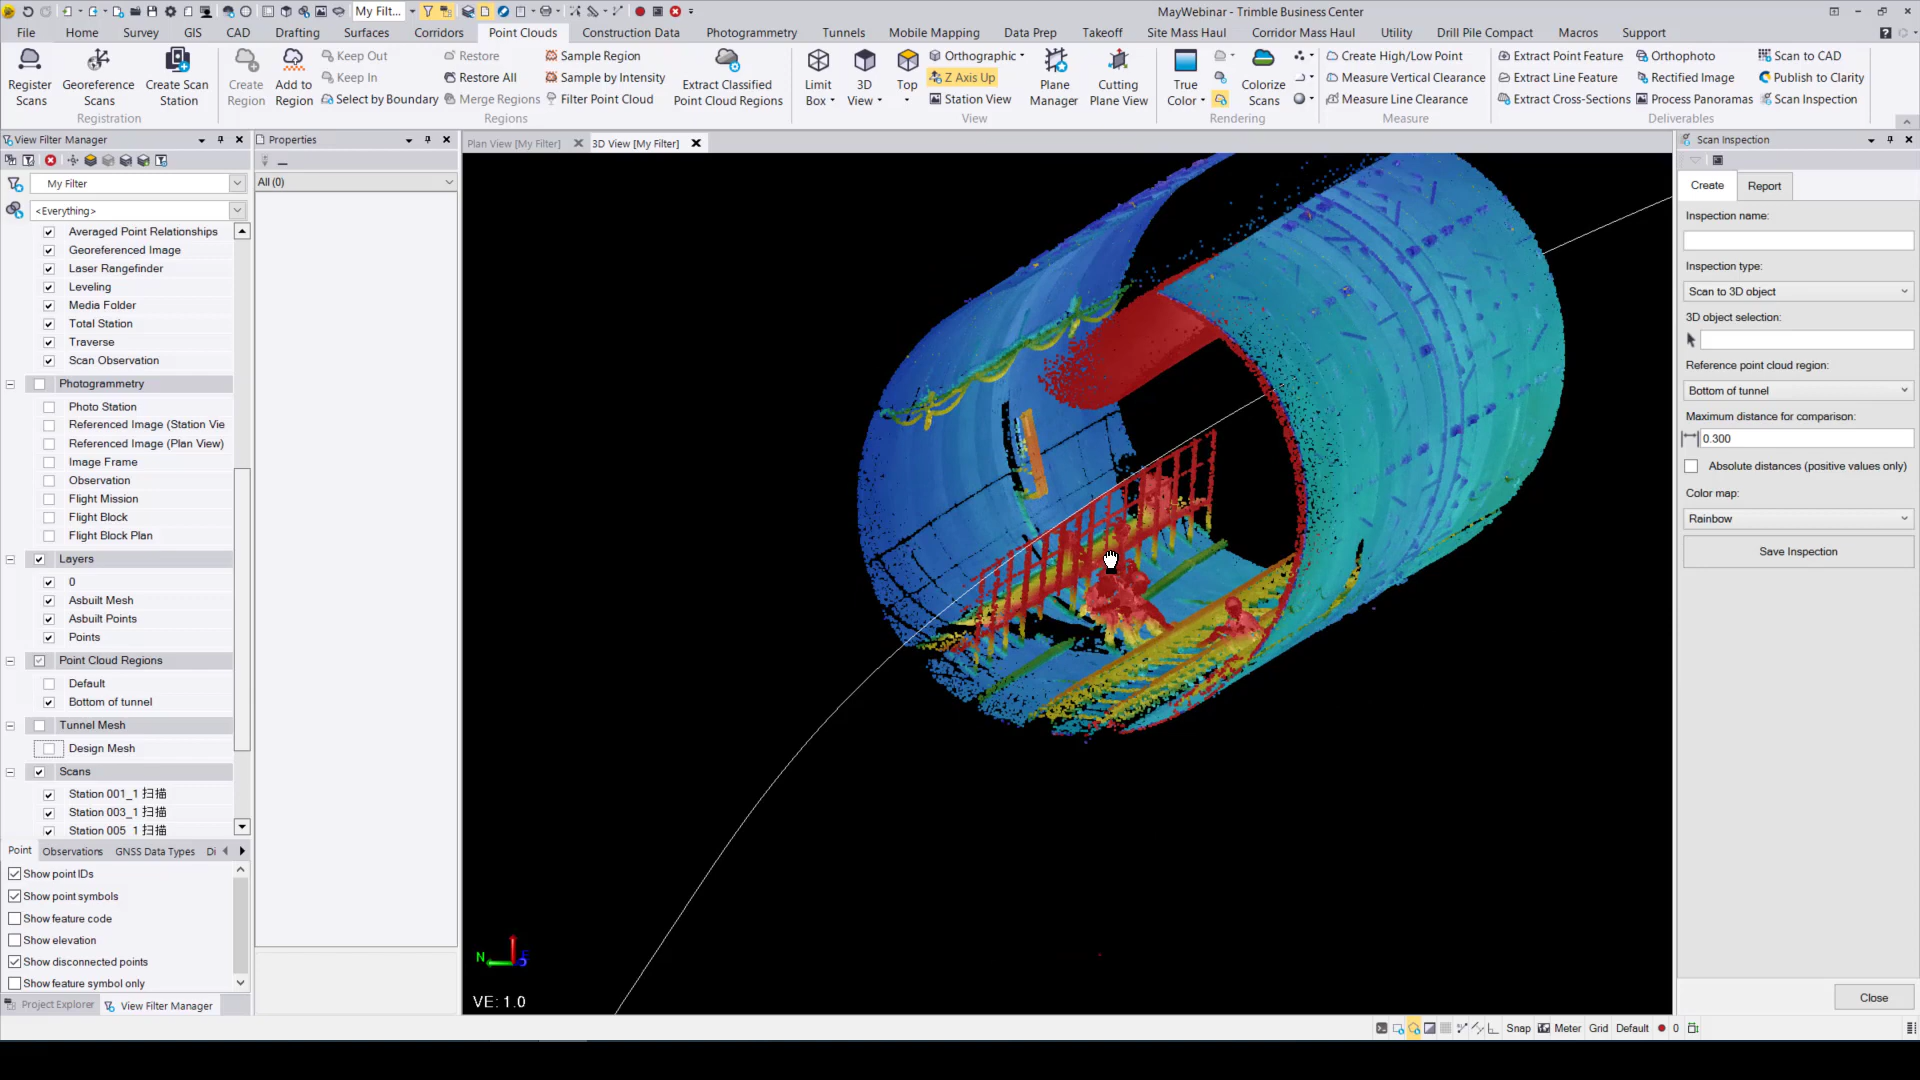 My Filt...
MayWebinar - Trimble Business Center
File Home Survey GIS CAD Drafting Surfaces Corridors Point Clouds Construction Data Photogrammetry Tunnels Mobile Mapping Data Prep Takeoff Site Mass Haul Corridor Mass Haul Utility Drill Pile Compact Macros Support
Register Scans
Georeference Scans
Create Scan Station
Registration
Create Region
Add to Region
Keep Out
Keep In
Select by Boundary
Restore
Restore All
Merge Regions
Sample Region
Sample by Intensity
Filter Point Cloud
Extract Classified Point Cloud Regions
Regions
Limit Box
3D View
Top
Orthographic
Z Axis Up
Station View
Plane Manager
Cutting Plane View
View
True Color
Colorize Scans
Rendering
Create High/Low Point
Measure Vertical Clearance
Measure Line Clearance
Measure
Extract Point Feature
Extract Line Feature
Extract Cross-Sections
Orthophoto
Rectified Image
Process Panoramas
Scan to CAD
Publish to Clarity
Scan Inspection
Deliverables
View Filter Manager
My Filter
<Everything>
Averaged Point Relationships
Georeferenced Image
Laser Rangefinder
Leveling
Media Folder
Total Station
Traverse
Scan Observation
Photogrammetry
Photo Station
Referenced Image (Station Vie
Referenced Image (Plan View)
Image Frame
Observation
Flight Mission
Flight Block
Flight Block Plan
Layers
0
Asbuilt Mesh
Asbuilt Points
Points
Point Cloud Regions
Default
Bottom of tunnel
Tunnel Mesh
Design Mesh
Scans
Station 001_1 扫描
Station 003_1 扫描
Station 005_1 扫描
Point Observations GNSS Data Types Di
Show point IDs
Show point symbols
Show feature code
Show elevation
Show disconnected points
Show feature symbol only
Project Explorer View Filter Manager
Properties
All (0)
Plan View [My Filter] 3D View [My Filter]
N
VE: 1.0
Scan Inspection
Create Report
Inspection name:
Inspection type:
Scan to 3D object
3D object selection:
Reference point cloud region:
Bottom of tunnel
Maximum distance for comparison:
0.300
Absolute distances (positive values only)
Color map:
Rainbow
Save Inspection
Close
Snap Meter Grid Default 0